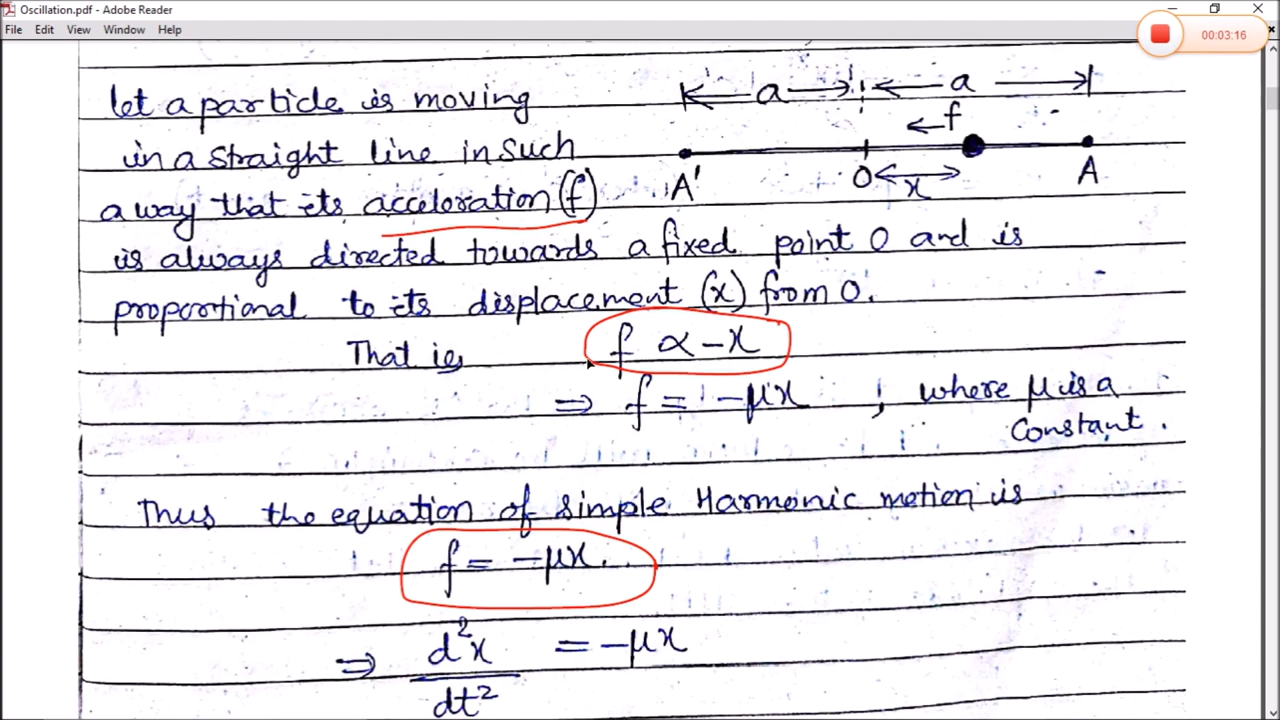 Oscillation.pdf - Adobe Reader
File Edit View Window Help
00:03:16
let a particle is moving
in a straight line in such
a way that its acceloration (f)
is always directed towards a fixed point O and is
proportional to its displacement (x) from O.
a a
f
A' O x A
That is f ∝ -x
⇒ f = -μx , where μ is a
Constant.
Thus the equation of simple Harmonic motion is
f = -μx.
⇒ d²x/dt² = -μx